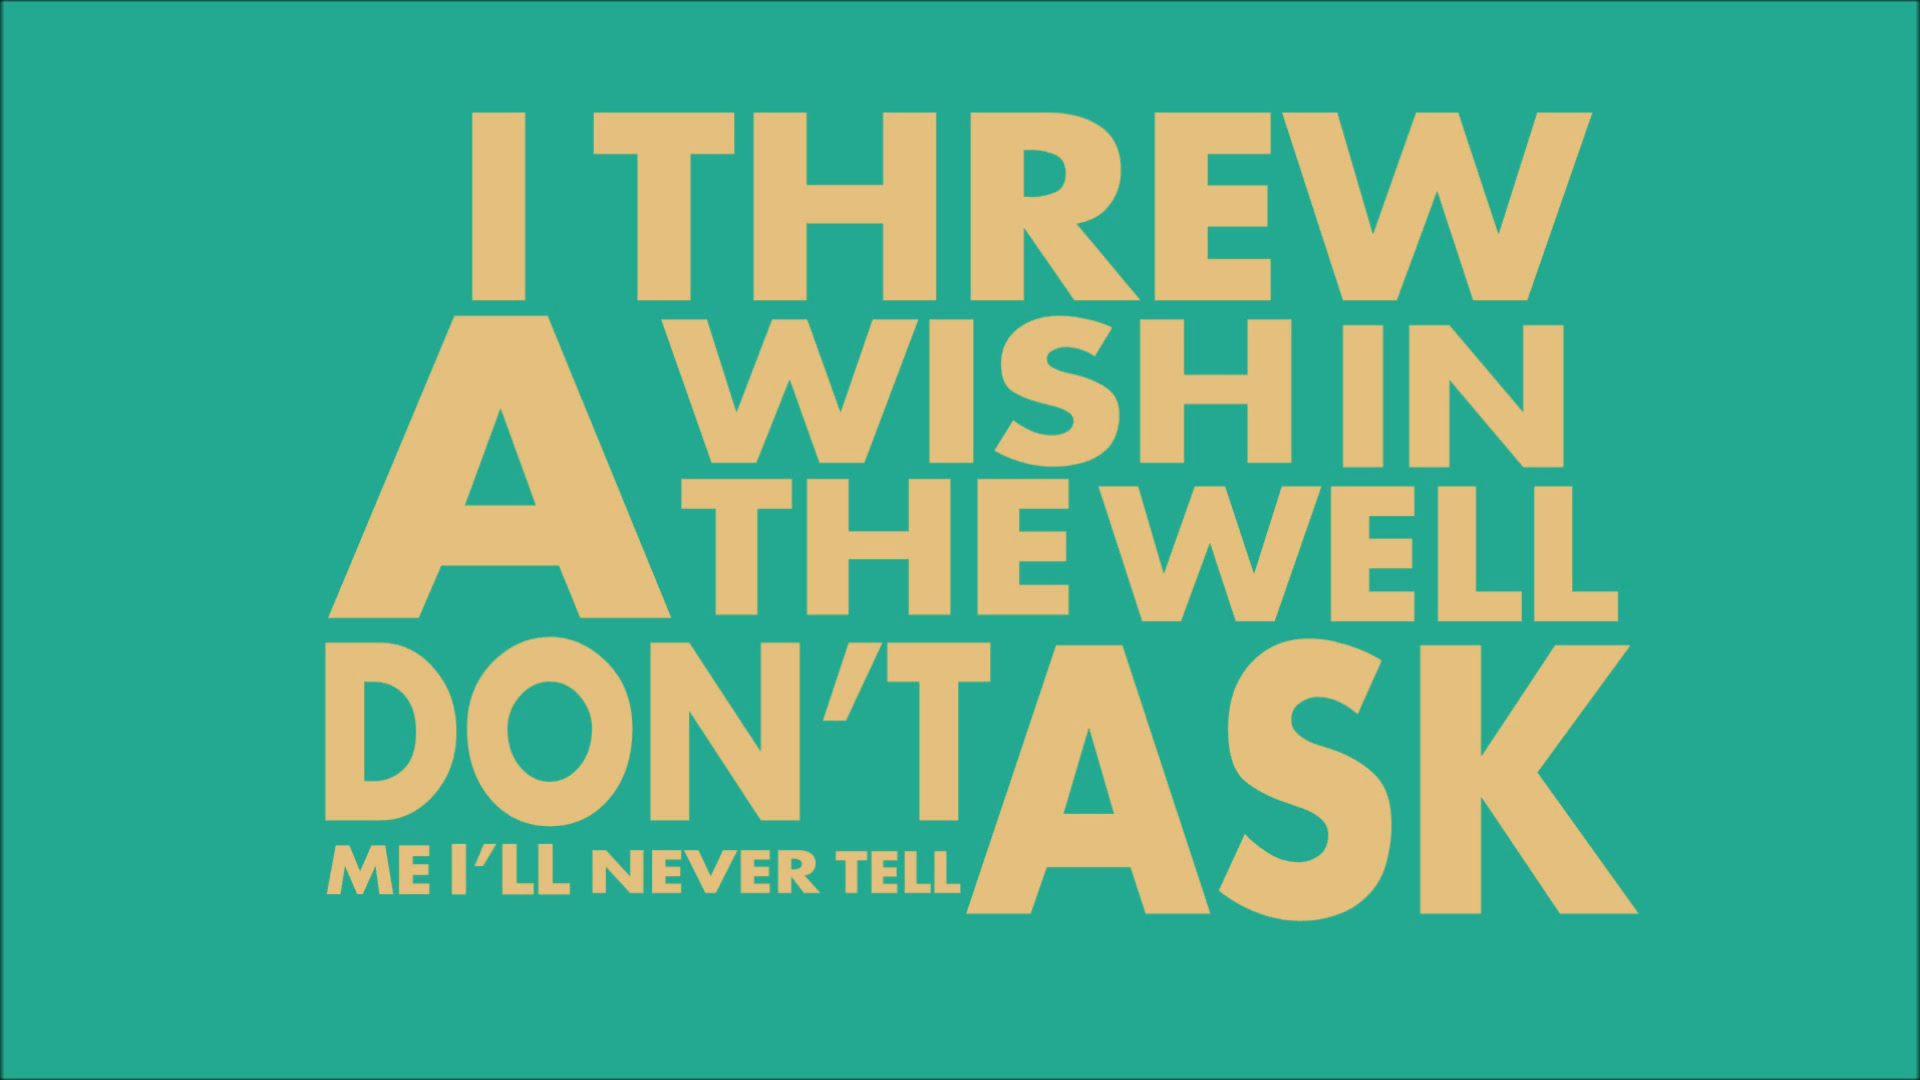 I THREW
A WISH IN
THE WELL
DON'T ASK
ME I'LL NEVER TELL